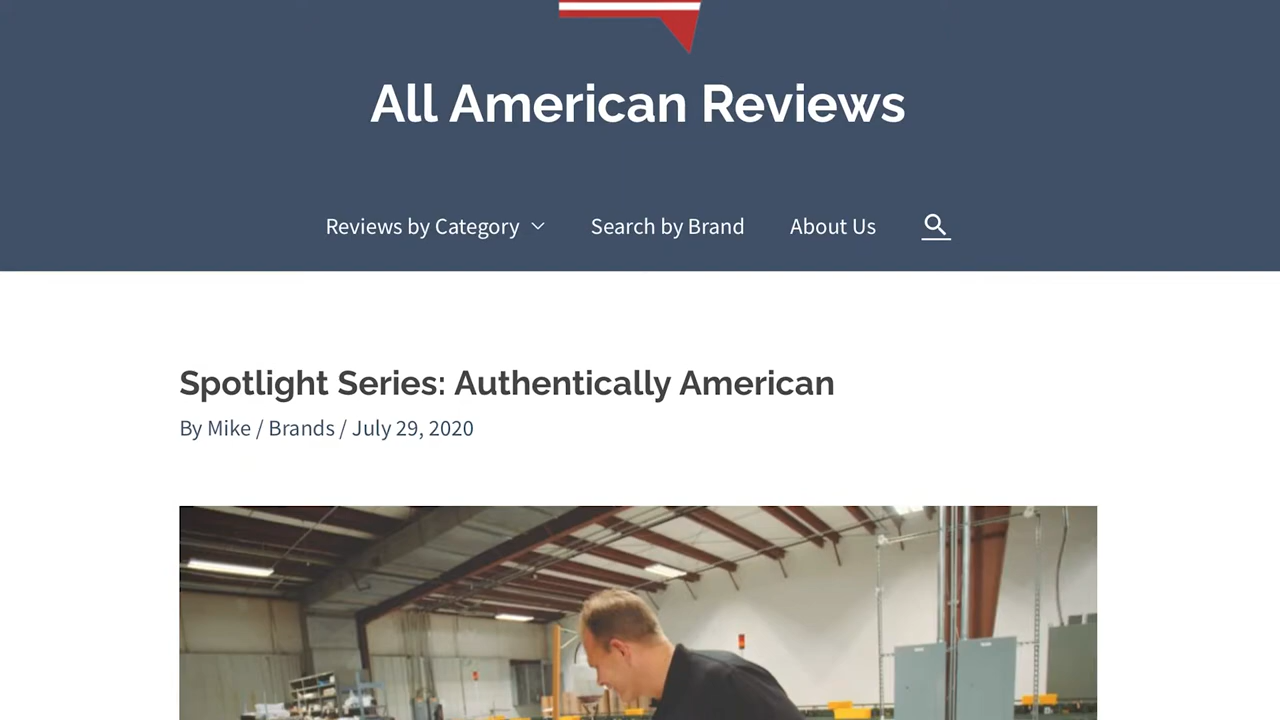 All American Reviews
Reviews by Category
Search by Brand
About Us
Spotlight Series: Authentically American
By Mike / Brands / July 29, 2020